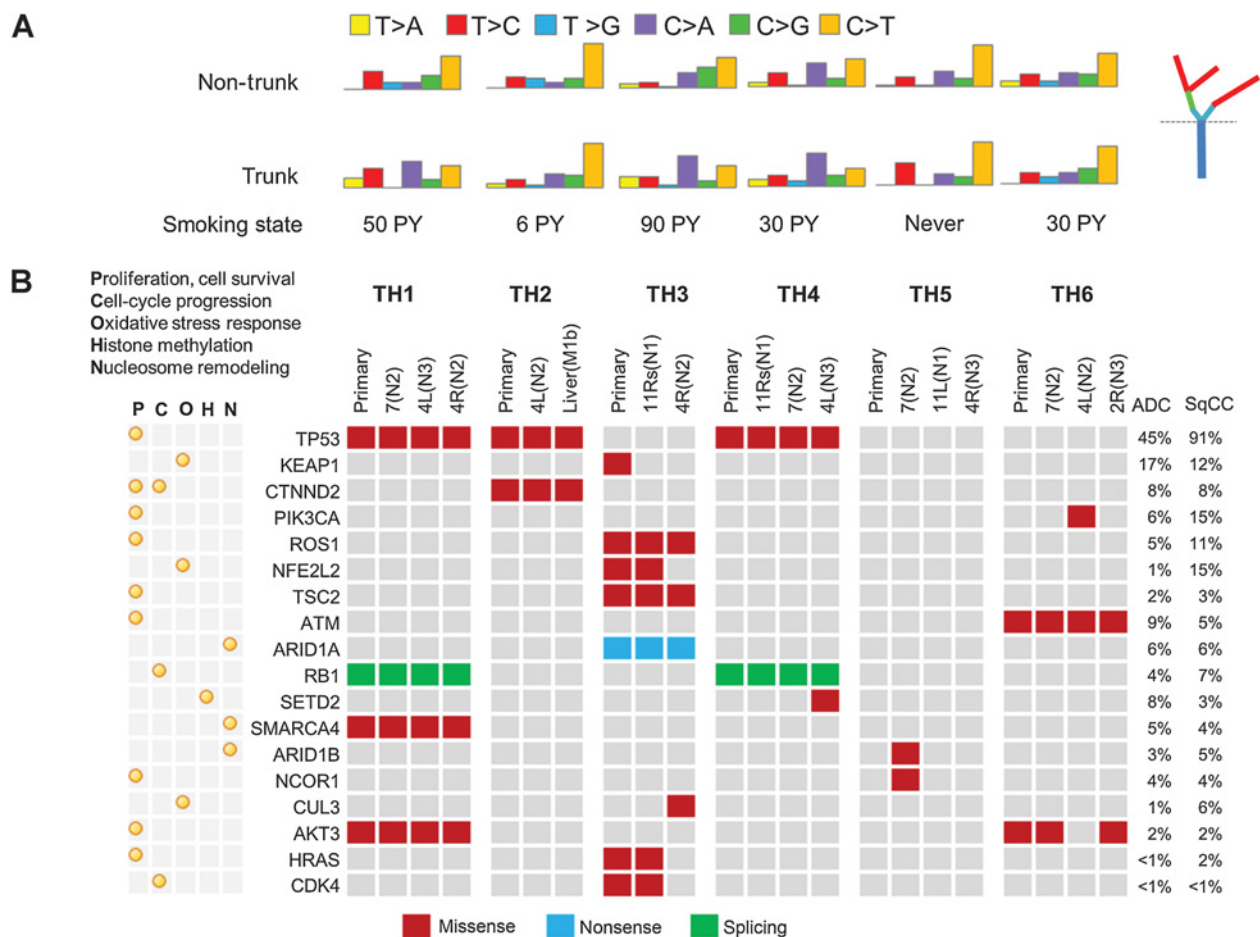 A
T>A T>C T >G C>A C>G C>T
Non-trunk
Trunk
Smoking state 50 PY 6 PY 90 PY 30 PY Never 30 PY
B
Proliferation, cell survival
Cell-cycle progression
Oxidative stress response
Histone methylation
Nucleosome remodeling
TH1 TH2 TH3 TH4 TH5 TH6
Primary 7(N2) 4L(N3) 4R(N2) Primary 4L(N2) Liver(M1b) Primary 11Rs(N1) 4R(N2) Primary 11Rs(N1) 7(N2) 4L(N3) Primary 7(N2) 11L(N1) 4R(N3) Primary 7(N2) 4L(N2) 2R(N3)
P C O H N ADC SqCC
TP53 45% 91%
KEAP1 17% 12%
CTNND2 8% 8%
PIK3CA 6% 15%
ROS1 5% 11%
NFE2L2 1% 15%
TSC2 2% 3%
ATM 9% 5%
ARID1A 6% 6%
RB1 4% 7%
SETD2 8% 3%
SMARCA4 5% 4%
ARID1B 3% 5%
NCOR1 4% 4%
CUL3 1% 6%
AKT3 2% 2%
HRAS <1% 2%
CDK4 <1% <1%
Missense Nonsense Splicing